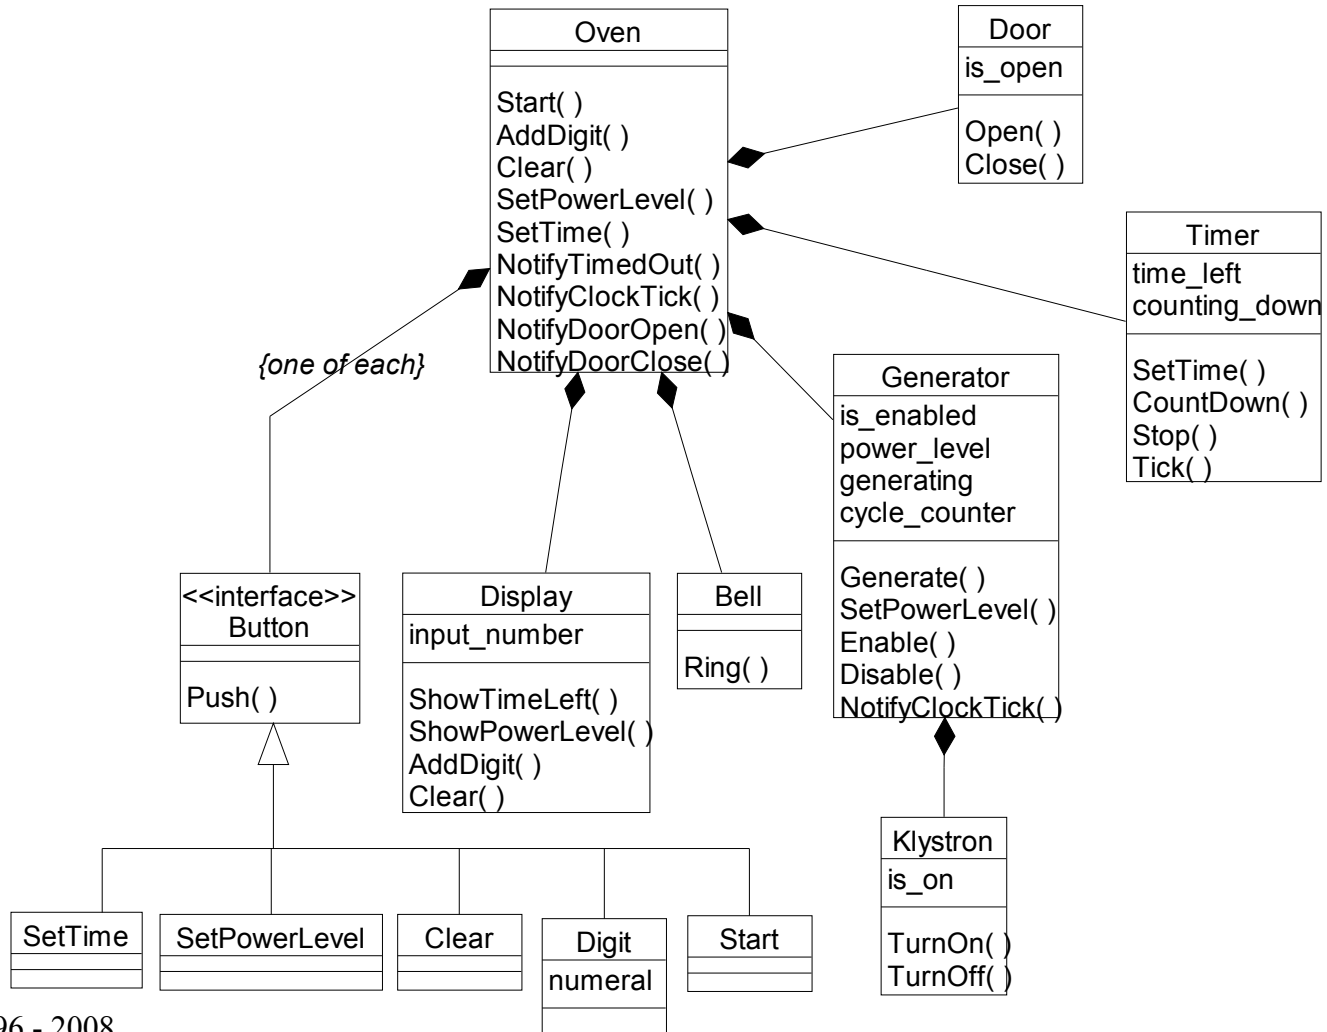 Oven
Start( )
AddDigit( )
Clear( )
SetPowerLevel( )
SetTime( )
NotifyTimedOut( )
NotifyClockTick( )
NotifyDoorOpen( )
NotifyDoorClose( )
Door
is_open
Open( )
Close( )
Timer
time_left
counting_down
SetTime( )
CountDown( )
Stop( )
Tick( )
{one of each}
Generator
is_enabled
power_level
generating
cycle_counter
Generate( )
SetPowerLevel( )
Enable( )
Disable( )
NotifyClockTick( )
<<interface>>
Button
Push( )
Display
input_number
ShowTimeLeft( )
ShowPowerLevel( )
AddDigit( )
Clear( )
Bell
Ring( )
Klystron
is_on
TurnOn( )
TurnOff( )
SetTime
SetPowerLevel
Clear
Digit
numeral
Start
96 - 2008